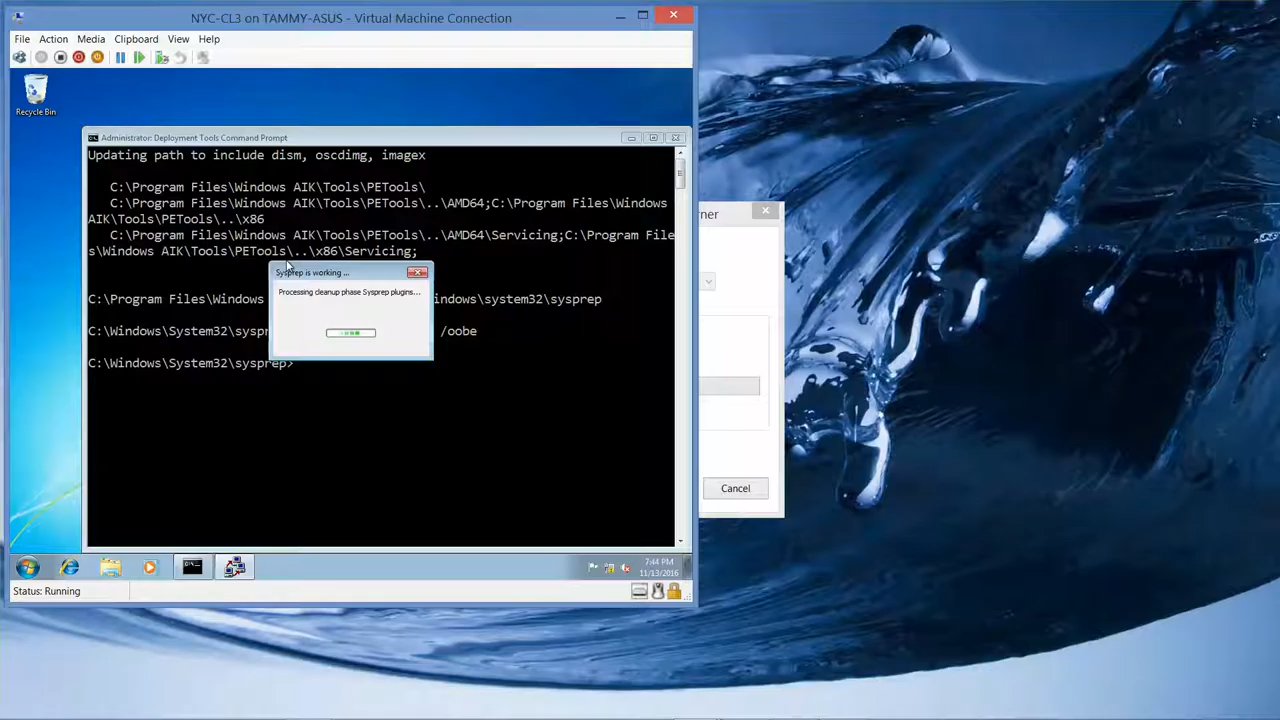 NYC-CL3 on TAMMY-ASUS - Virtual Machine Connection
File Action Media Clipboard View Help
Recycle Bin
Administrator: Deployment Tools Command Prompt
Updating path to include dism, oscdimg, imagex
C:\Program Files\Windows AIK\Tools\PETools\
C:\Program Files\Windows AIK\Tools\PETools\..\AMD64;C:\Program Files\Windows
AIK\Tools\PETools\..\x86
C:\Program Files\Windows AIK\Tools\PETools\..\AMD64\Servicing;C:\Program File
s\Windows AIK\Tools\PETools\..\x86\Servicing;
Sysprep is working ...
Processing cleanup phase Sysprep plugins...
C:\Program Files\Windows indows\system32\sysprep
C:\Windows\System32\syspr /oobe
C:\Windows\System32\sysprep>
rner
Cancel
7:44 PM
11/13/2016
Status: Running